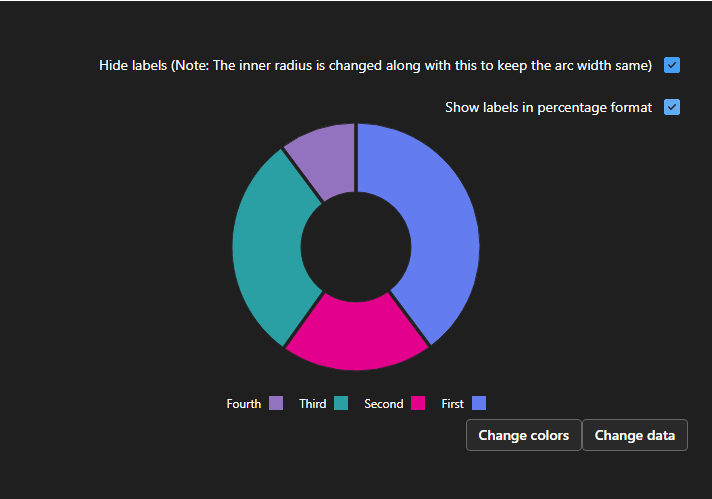 Hide labels (Note: The inner radius is changed along with this to keep the arc width same)
Show labels in percentage format
Fourth Third Second First
Change colors Change data